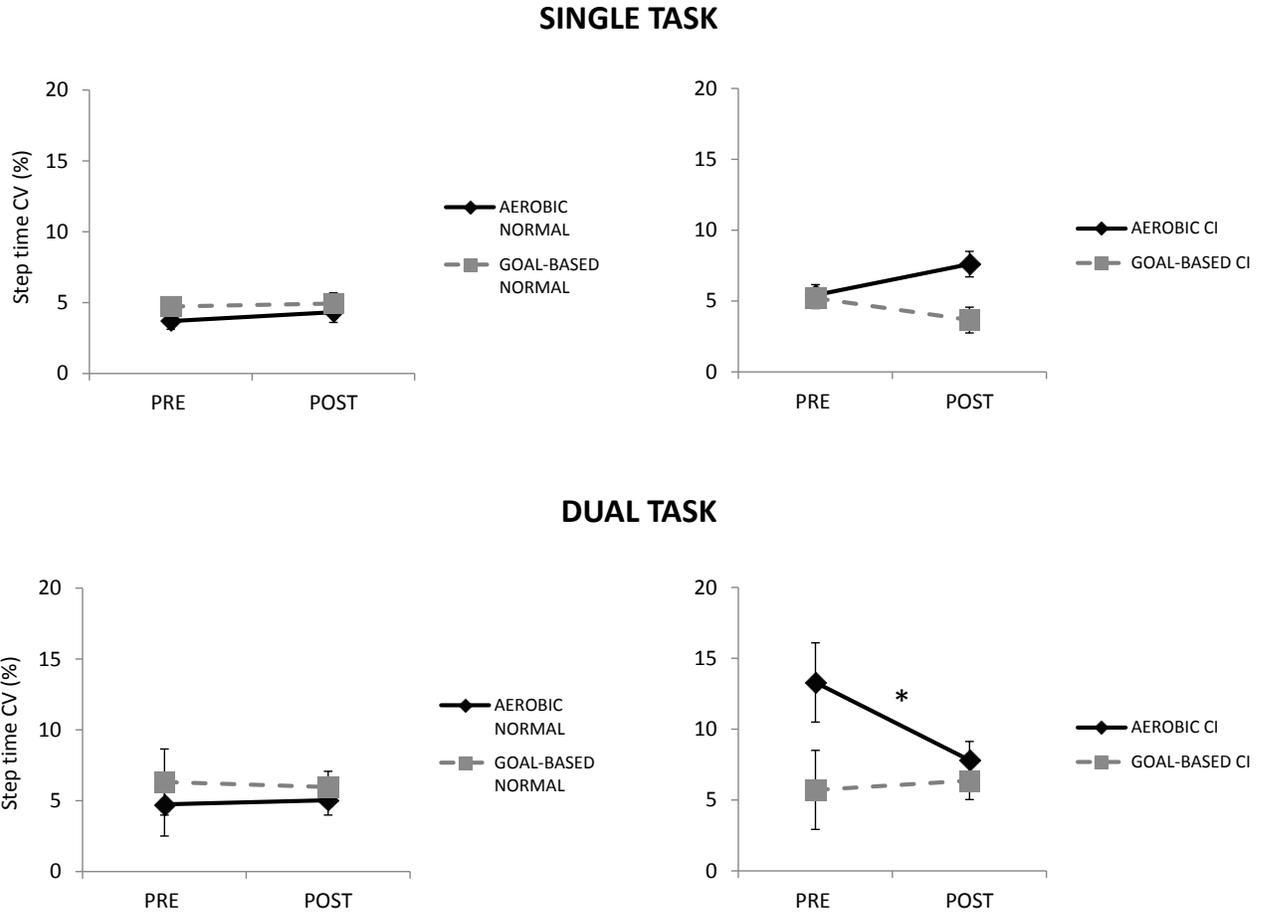 SINGLE TASK
Step time CV (%)
20
15
10
5
0
PRE
POST
AEROBIC
NORMAL
GOAL-BASED
NORMAL
20
15
10
5
0
PRE
POST
AEROBIC CI
GOAL-BASED CI
DUAL TASK
Step time CV (%)
20
15
10
5
0
PRE
POST
AEROBIC
NORMAL
GOAL-BASED
NORMAL
20
15
10
5
0
*
PRE
POST
AEROBIC CI
GOAL-BASED CI